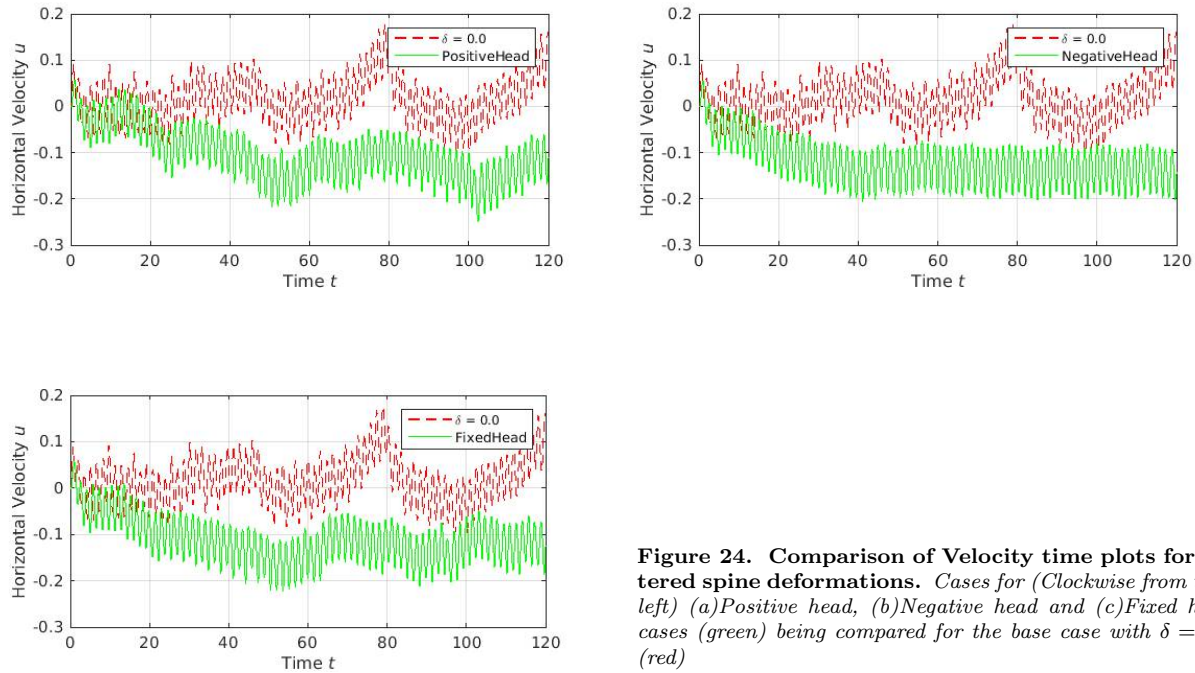 0.2
0.1
0
-0.1
-0.2
-0.3
Horizontal Velocity u
0 20 40 60 80 100 120
Time t
δ = 0.0
PositiveHead
0.2
0.1
0
-0.1
-0.2
-0.3
Horizontal Velocity u
0 20 40 60 80 100 120
Time t
δ = 0.0
NegativeHead
0.2
0.1
0
-0.1
-0.2
-0.3
Horizontal Velocity u
0 20 40 60 80 100 120
Time t
δ = 0.0
FixedHead
Figure 24. Comparison of Velocity time plots for
tered spine deformations. Cases for (Clockwise from
left) (a)Positive head, (b)Negative head and (c)Fixed
cases (green) being compared for the base case with δ =
(red)